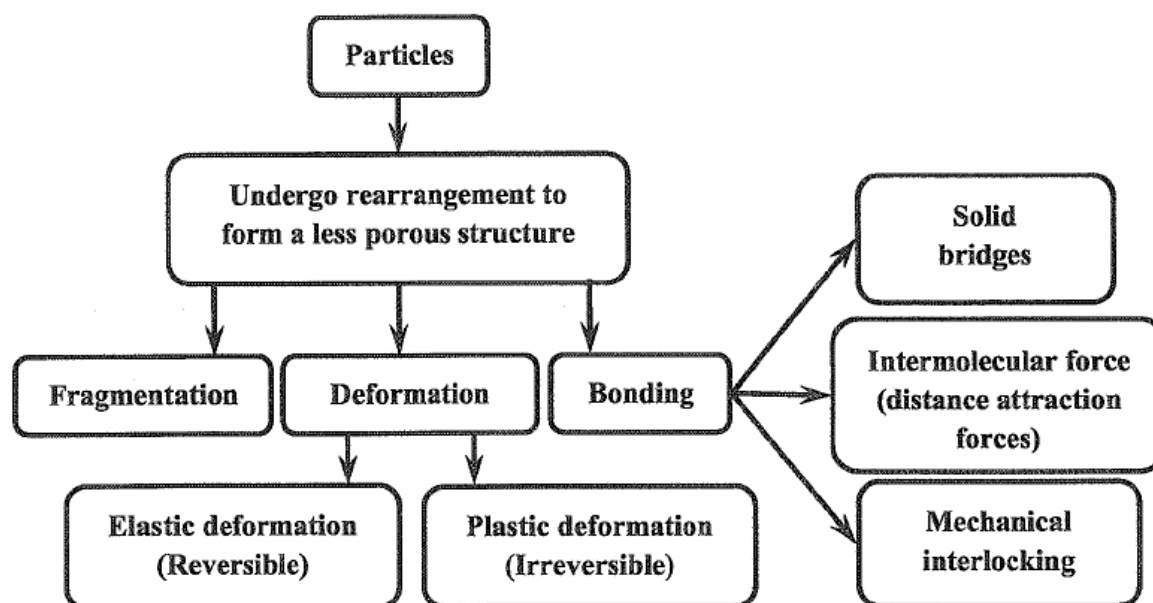 Particles
Undergo rearrangement to
form a less porous structure
Solid
bridges
Fragmentation
Deformation
Bonding
Intermolecular force
(distance attraction
forces)
Elastic deformation
(Reversible)
Plastic deformation
(Irreversible)
Mechanical
interlocking